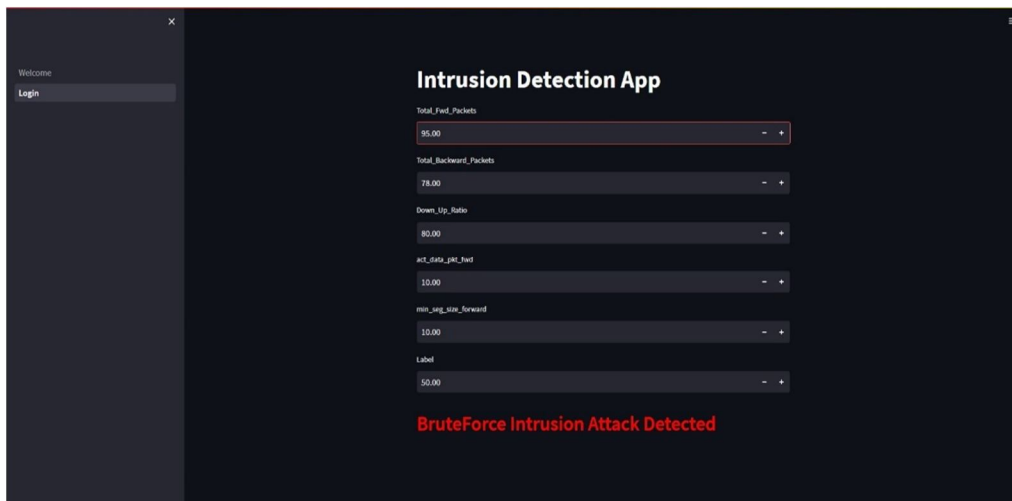 Welcome
Login
Intrusion Detection App
Total_Fwd_Packets
95.00
Total_Backward_Packets
78.00
Down_Up_Ratio
80.00
act_data_pkt_fwd
10.00
min_seg_size_forward
10.00
Label
50.00
BruteForce Intrusion Attack Detected